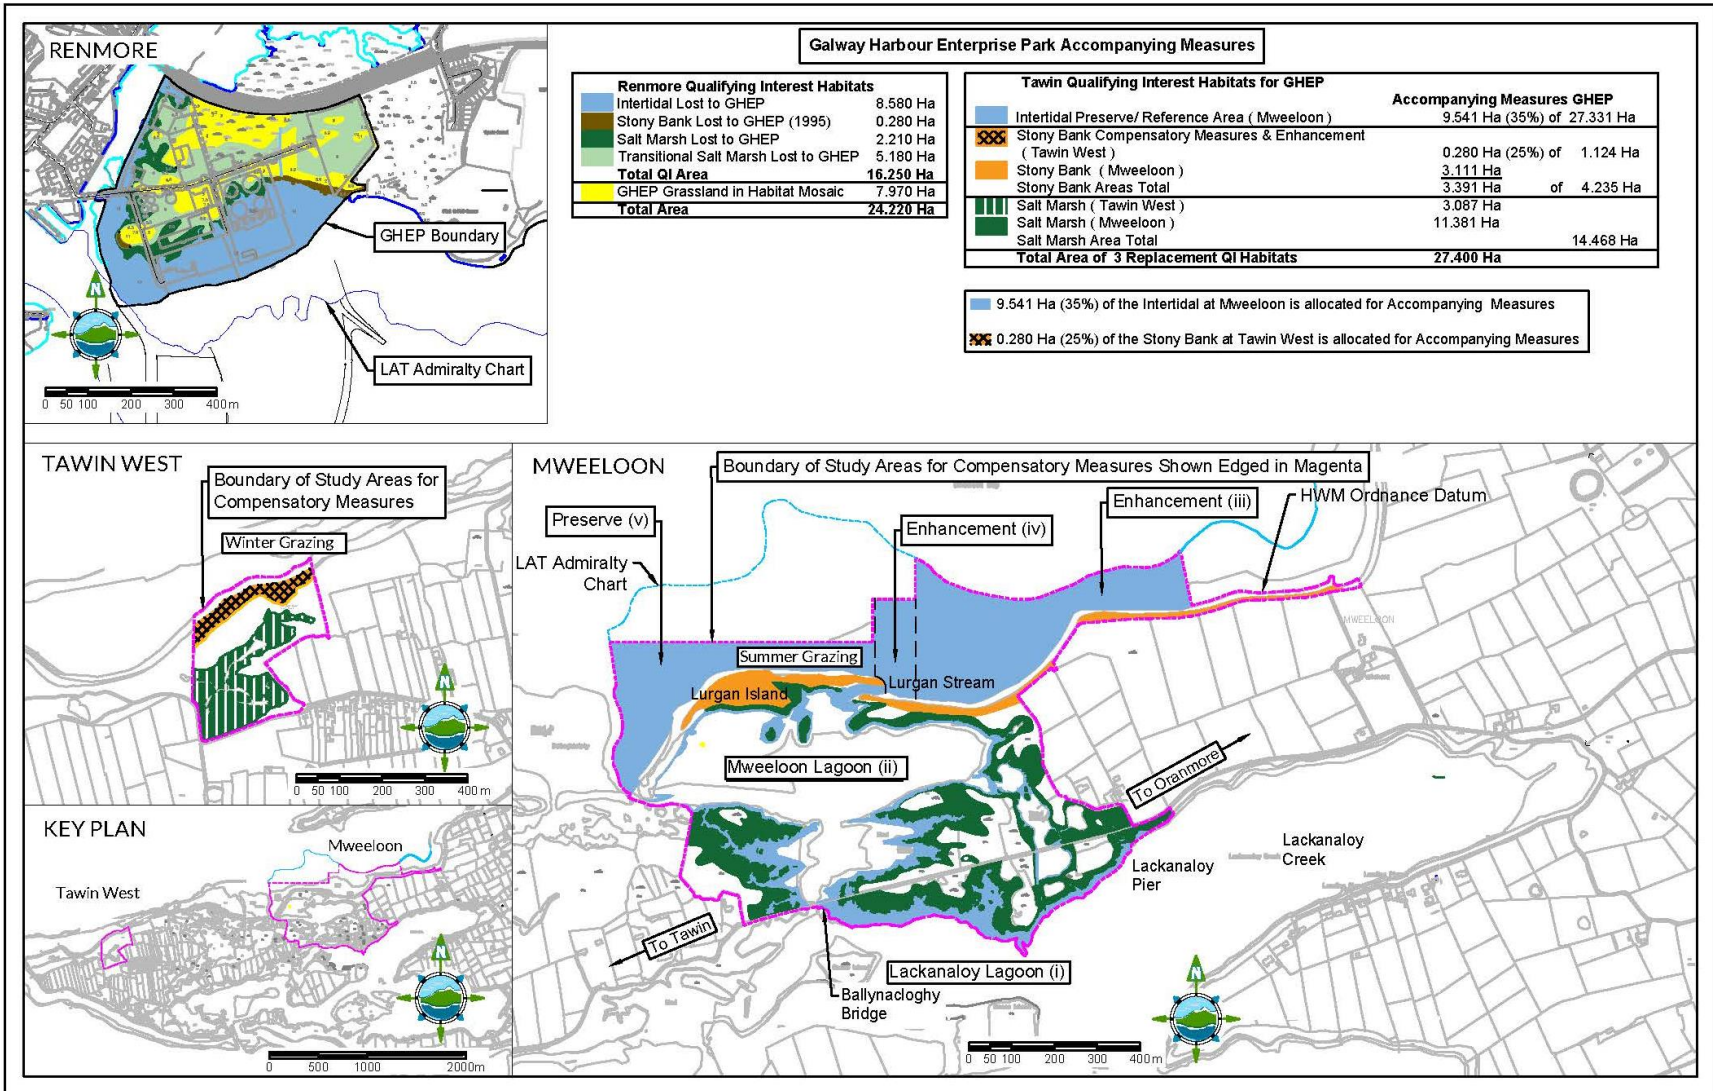 RENMORE
GHEP Boundary
N
LAT Admiralty Chart
0 50 100 200 300 400 m
Galway Harbour Enterprise Park Accompanying Measures
Renmore Qualifying Interest Habitats
Intertidal Lost to GHEP 8.580 Ha
Stony Bank Lost to GHEP (1995) 0.280 Ha
Salt Marsh Lost to GHEP 2.210 Ha
Transitional Salt Marsh Lost to GHEP 5.180 Ha
Total QI Area 16.250 Ha
GHEP Grassland in Habitat Mosaic 7.970 Ha
Total Area 24.220 Ha
Tawin Qualifying Interest Habitats for GHEP
Accompanying Measures GHEP
Intertidal Preserve/ Reference Area ( Mweeloon ) 9.541 Ha (35%) of 27.331 Ha
Stony Bank Compensatory Measures & Enhancement
( Tawin West ) 0.280 Ha (25%) of 1.124 Ha
Stony Bank ( Mweeloon ) 3.111 Ha
Stony Bank Areas Total 3.391 Ha of 4.235 Ha
Salt Marsh ( Tawin West ) 3.087 Ha
Salt Marsh ( Mweeloon ) 11.381 Ha
Salt Marsh Area Total 14.468 Ha
Total Area of 3 Replacement QI Habitats 27.400 Ha
9.541 Ha (35%) of the Intertidal at Mweeloon is allocated for Accompanying Measures
0.280 Ha (25%) of the Stony Bank at Tawin West is allocated for Accompanying Measures
TAWIN WEST
Boundary of Study Areas for
Compensatory Measures
Winter Grazing
N
0 50 100 200 300 400 m
KEY PLAN
Mweeloon
Tawin West
N
0 500 1000 2000m
MWEELOON
Boundary of Study Areas for Compensatory Measures Shown Edged in Magenta
Preserve (v)
Enhancement (iv)
Enhancement (iii)
HWM Ordnance Datum
LAT Admiralty
Chart
MWEELOON
Summer Grazing
Lurgan Stream
Lurgan Island
Mweeloon Lagoon (ii)
To Oranmore
Lackanaloy
Creek
Lackanaloy
Pier
To Tawin
Lackanaloy Lagoon (i)
Ballynacloghy
Bridge
N
0 50 100 200 300 400 m